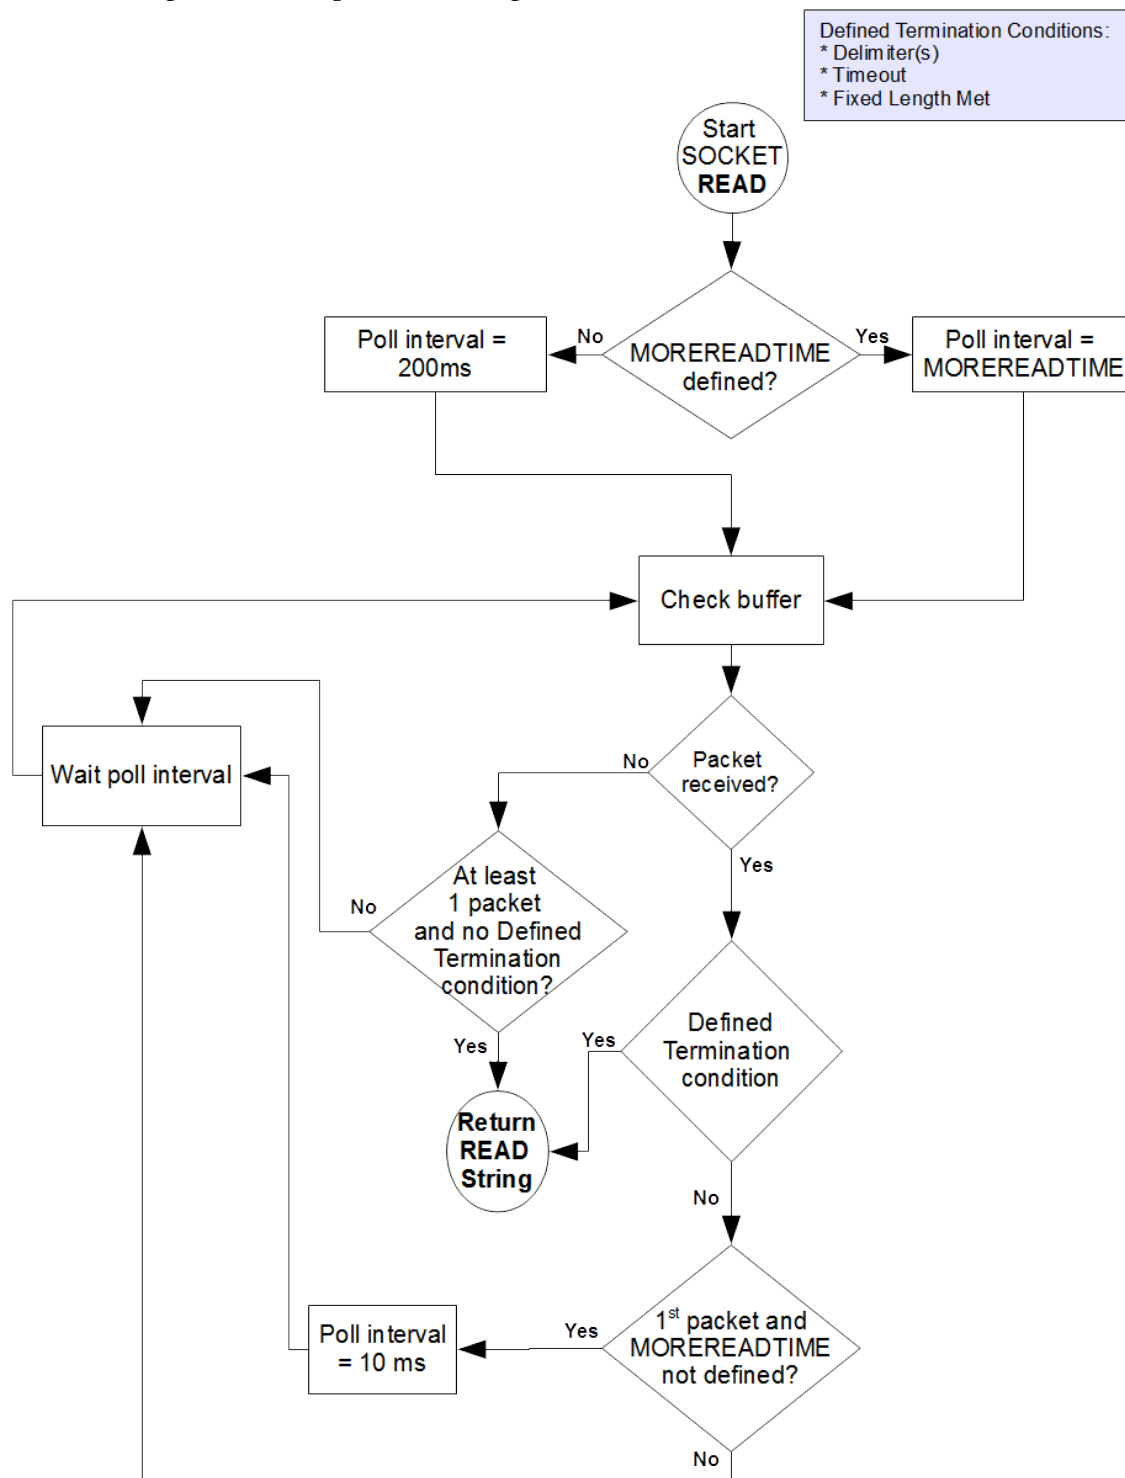 Defined Termination Conditions:
* Delimiter(s)
* Timeout
* Fixed Length Met
Start
SOCKET
READ
MOREREADTIME
defined?
No
Yes
Poll interval =
200ms
Poll interval =
MOREREADTIME
Check buffer
Packet
received?
No
Yes
Wait poll interval
At least
1 packet
and no Defined
Termination
condition?
No
Yes
Defined
Termination
condition
Yes
No
Return
READ
String
1st packet and
MOREREADTIME
not defined?
Yes
No
Poll interval
= 10 ms